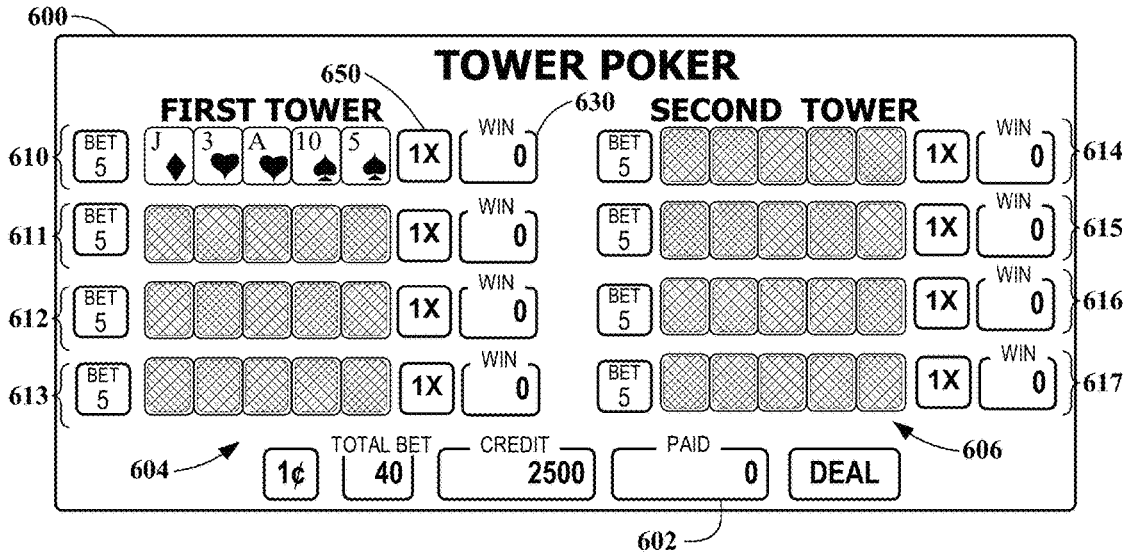 600
TOWER POKER
650
630
FIRST TOWER
SECOND TOWER
610
BET
5
J
3
A
10
5
1X
WIN
0
BET
5
1X
WIN
0
614
611
BET
5
1X
WIN
0
BET
5
1X
WIN
0
615
612
BET
5
1X
WIN
0
BET
5
1X
WIN
0
616
613
BET
5
1X
WIN
0
BET
5
1X
WIN
0
617
604
606
1¢
TOTAL BET
40
CREDIT
2500
PAID
0
DEAL
602